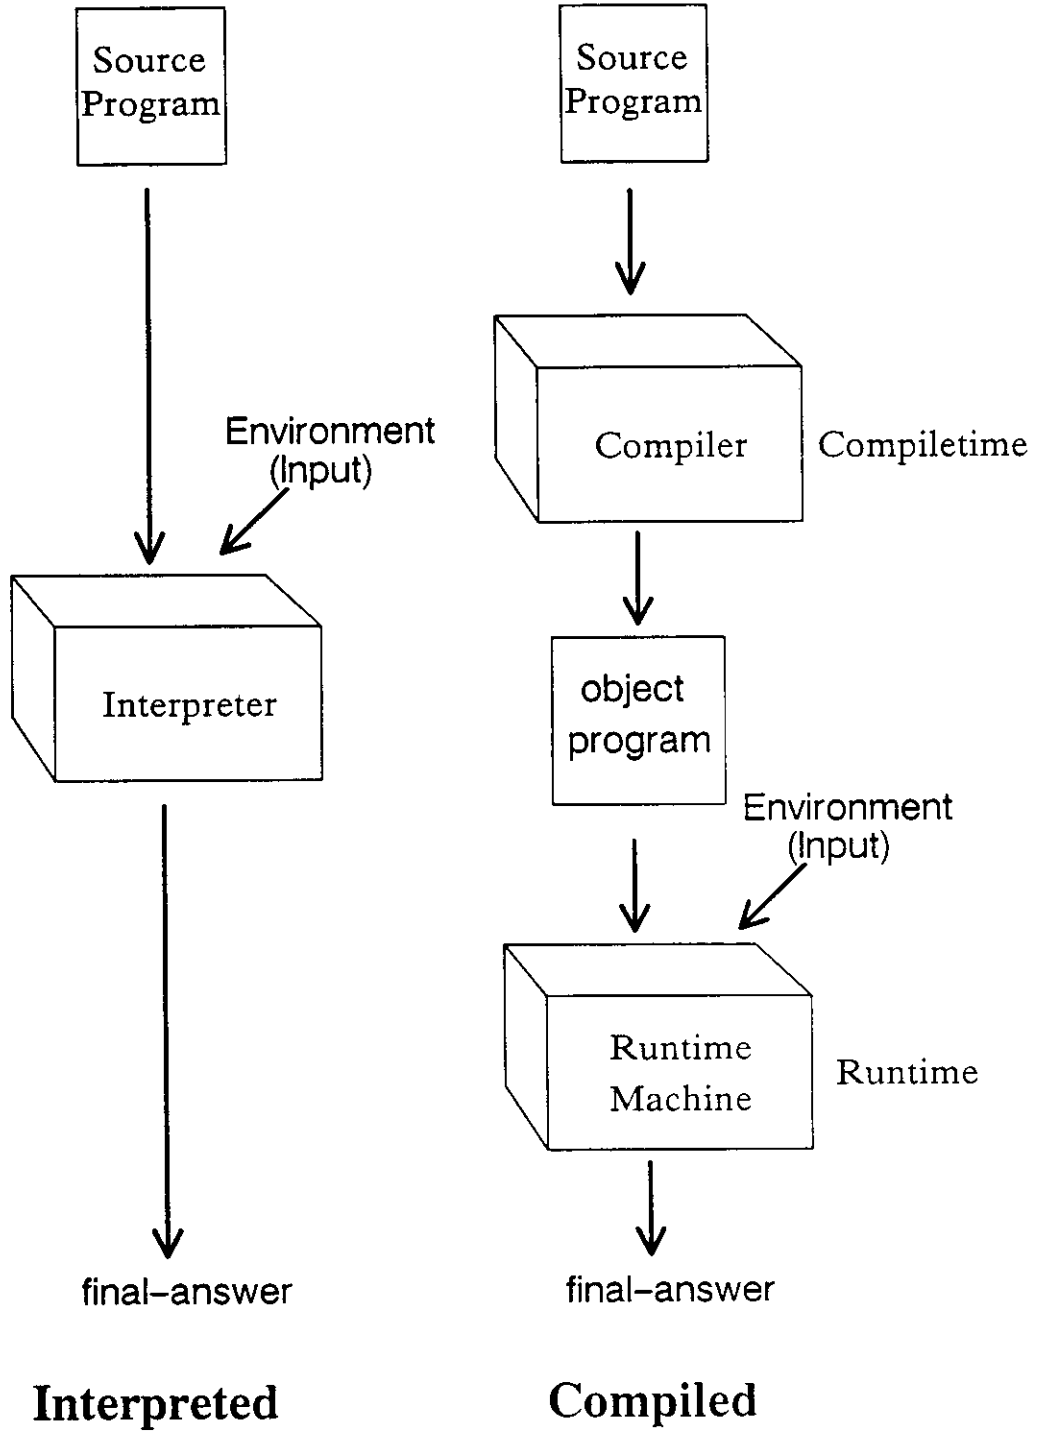 Source
Program
Environment
(Input)
Interpreter
final-answer
Interpreted
Source
Program
Compiler
Compiletime
object
program
Environment
(Input)
Runtime
Machine
Runtime
final-answer
Compiled